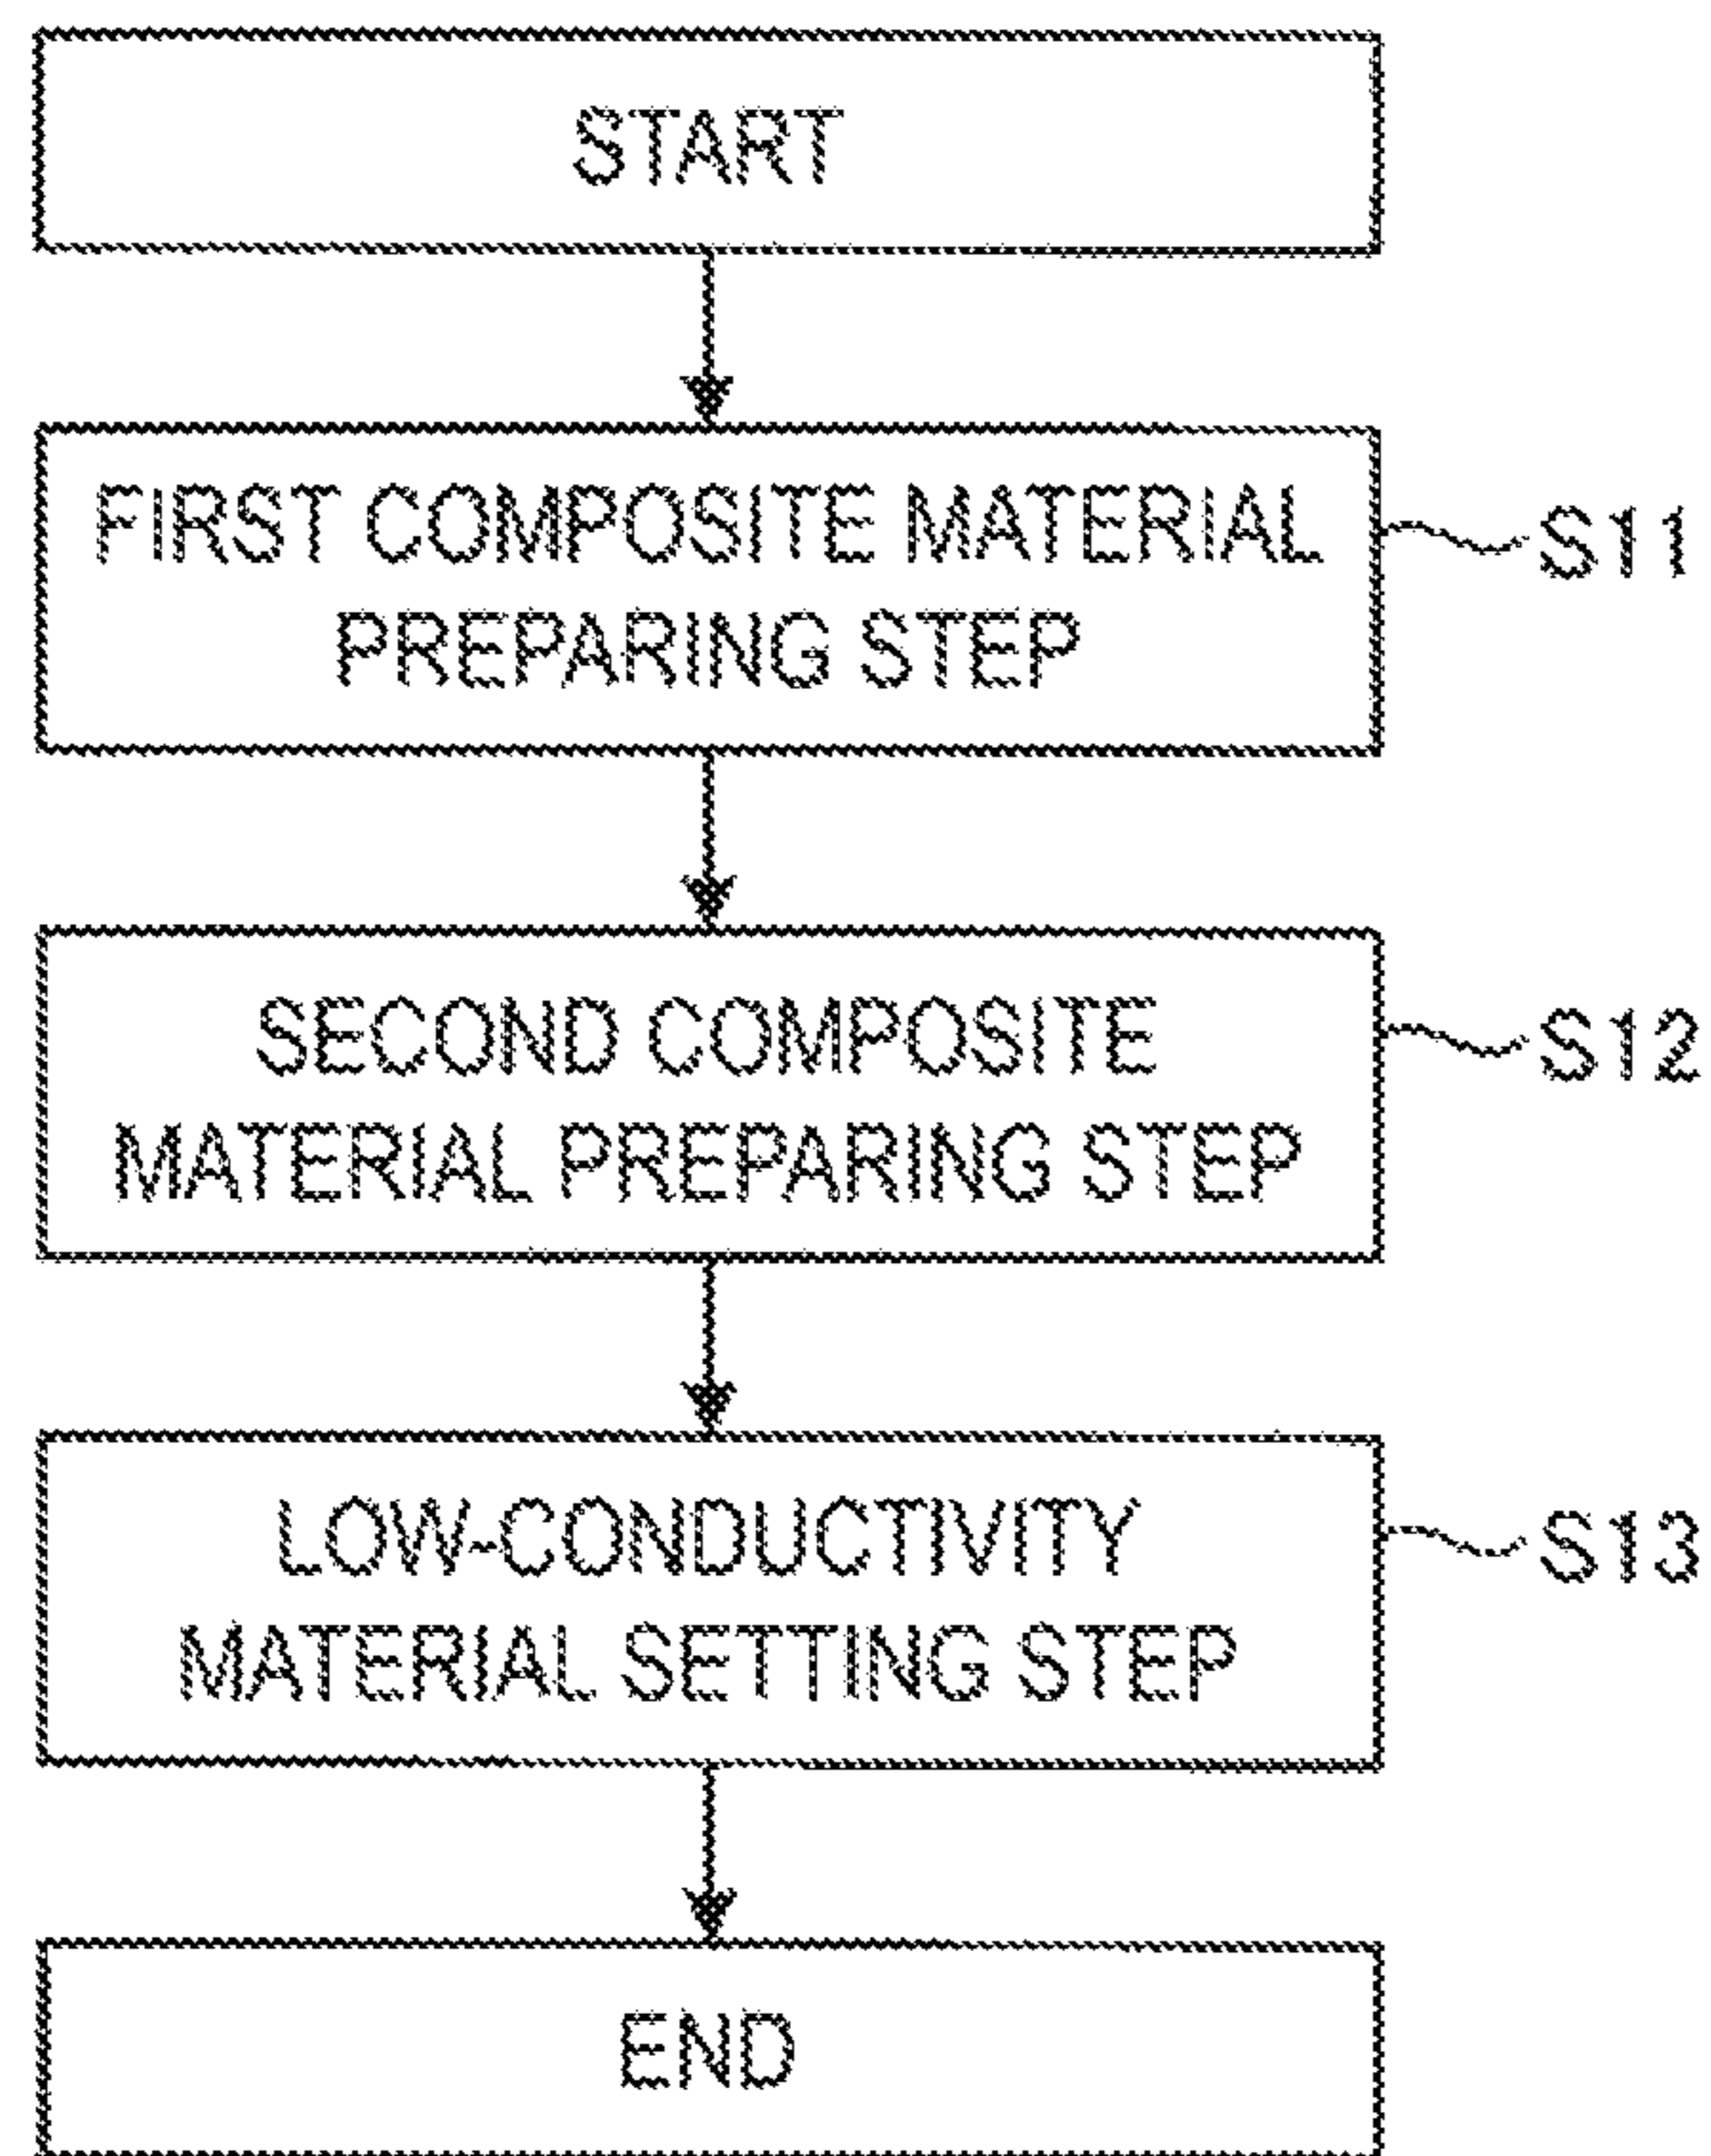 START
FIRST COMPOSITE MATERIAL
PREPARING STEP
S11
SECOND COMPOSITE
MATERIAL PREPARING STEP
S12
LOW-CONDUCTIVITY
MATERIAL SETTING STEP
S13
END